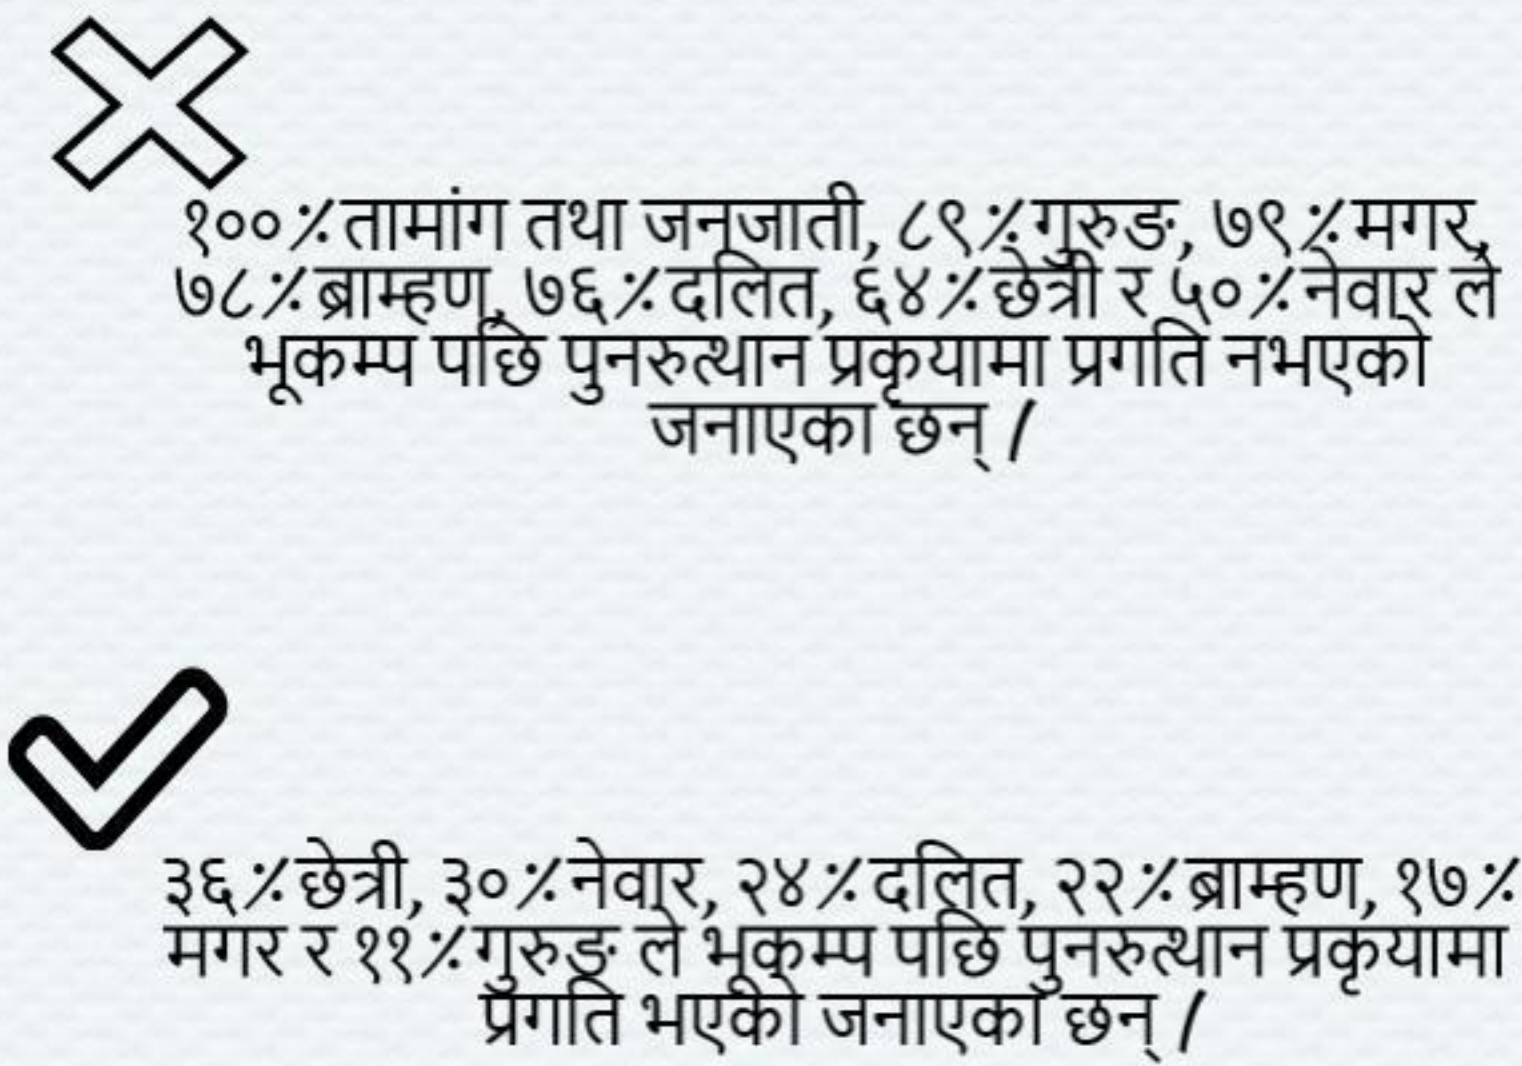 १००٪तामांग तथा जनजाती, ८९٪गुरुङ, ७९٪मगर,
७८٪ब्राम्हण, ७६٪दलित, ६४٪छेत्री र ५०٪नेवार ले
भूकम्प पछि पुनरुत्थान प्रकृयामा प्रगति नभएको
जनाएका छन् /
३६٪छेत्री, ३०٪नेवार, २४٪दलित, २२٪ब्राम्हण, १७٪
मगर र ११٪गुरुङ ले भूकम्प पछि पुनरुत्थान प्रकृयामा
प्रगति भएको जनाएका छन् /